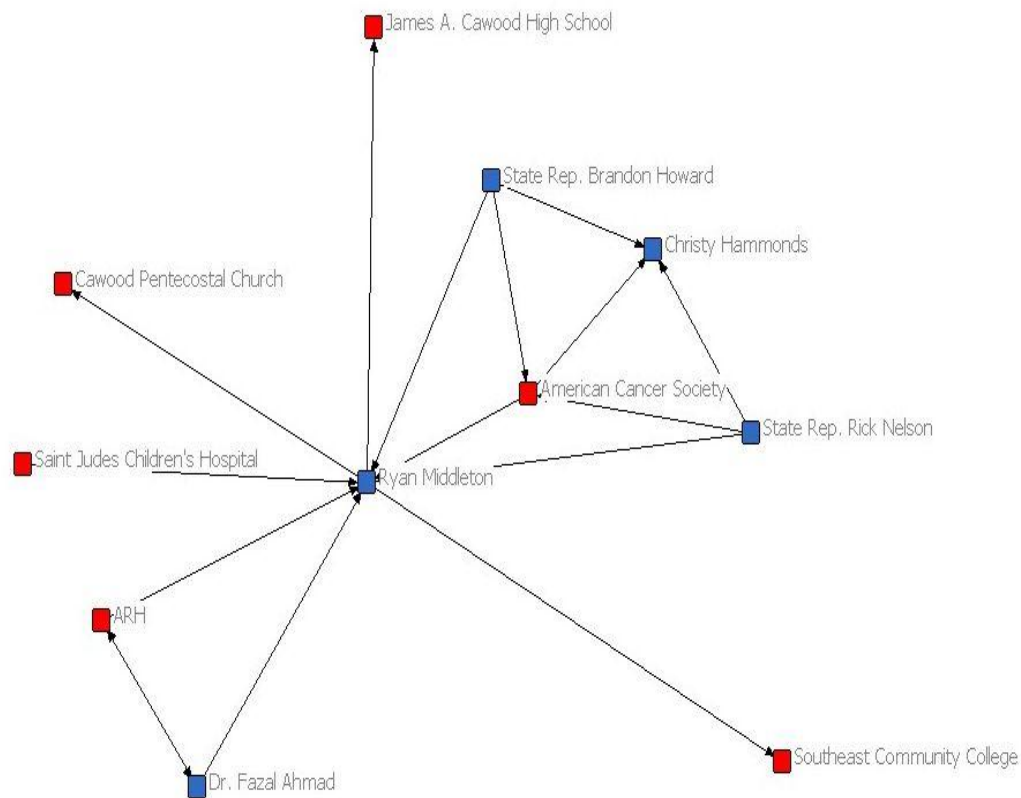 James A. Cawood High School
State Rep. Brandon Howard
Christy Hammonds
Cawood Pentecostal Church
American Cancer Society
State Rep. Rick Nelson
Saint Judes Children's Hospital
Ryan Middleton
ARH
Southeast Community College
Dr. Fazal Ahmad